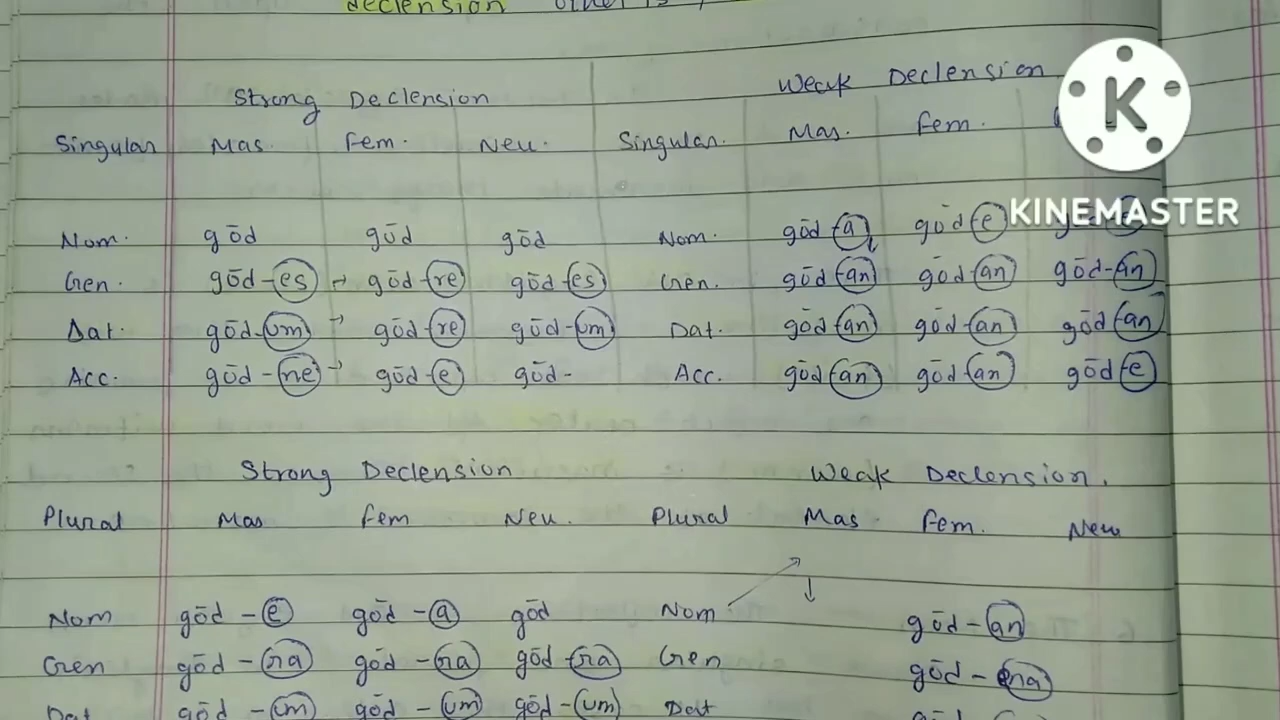 declension
Strong Declension Weak Declension
Singular Mas. Fem. Neu. Singular. Mas. Fem.
K
KINEMASTER
Nom. gōd gōd gōd Nom. gōd (a) gōd (e)
Gen. gōd-(es) → gōd-(re) gōd-(es) Gen. gōd (an) gōd (an) gōd-(an)
Dat. gōd-(um) → gōd-(re) gōd-(um) Dat. gōd (an) gōd-(an) gōd (an)
Acc. gōd-(ne) → gōd-(e) gōd- Acc. gōd (an) gōd (an) gōd (e)
Strong Declension Weak Declension.
Plural Mas Fem Neu. Plural Mas. Fem. Neu
Nom gōd-(e) gōd-(a) gōd Nom gōd-(an)
Gen gōd-(ra) gōd-(ra) gōd-(ra) Gen gōd-(ena)
Dat gōd-(um) gōd-(um) gōd-(um) Dat